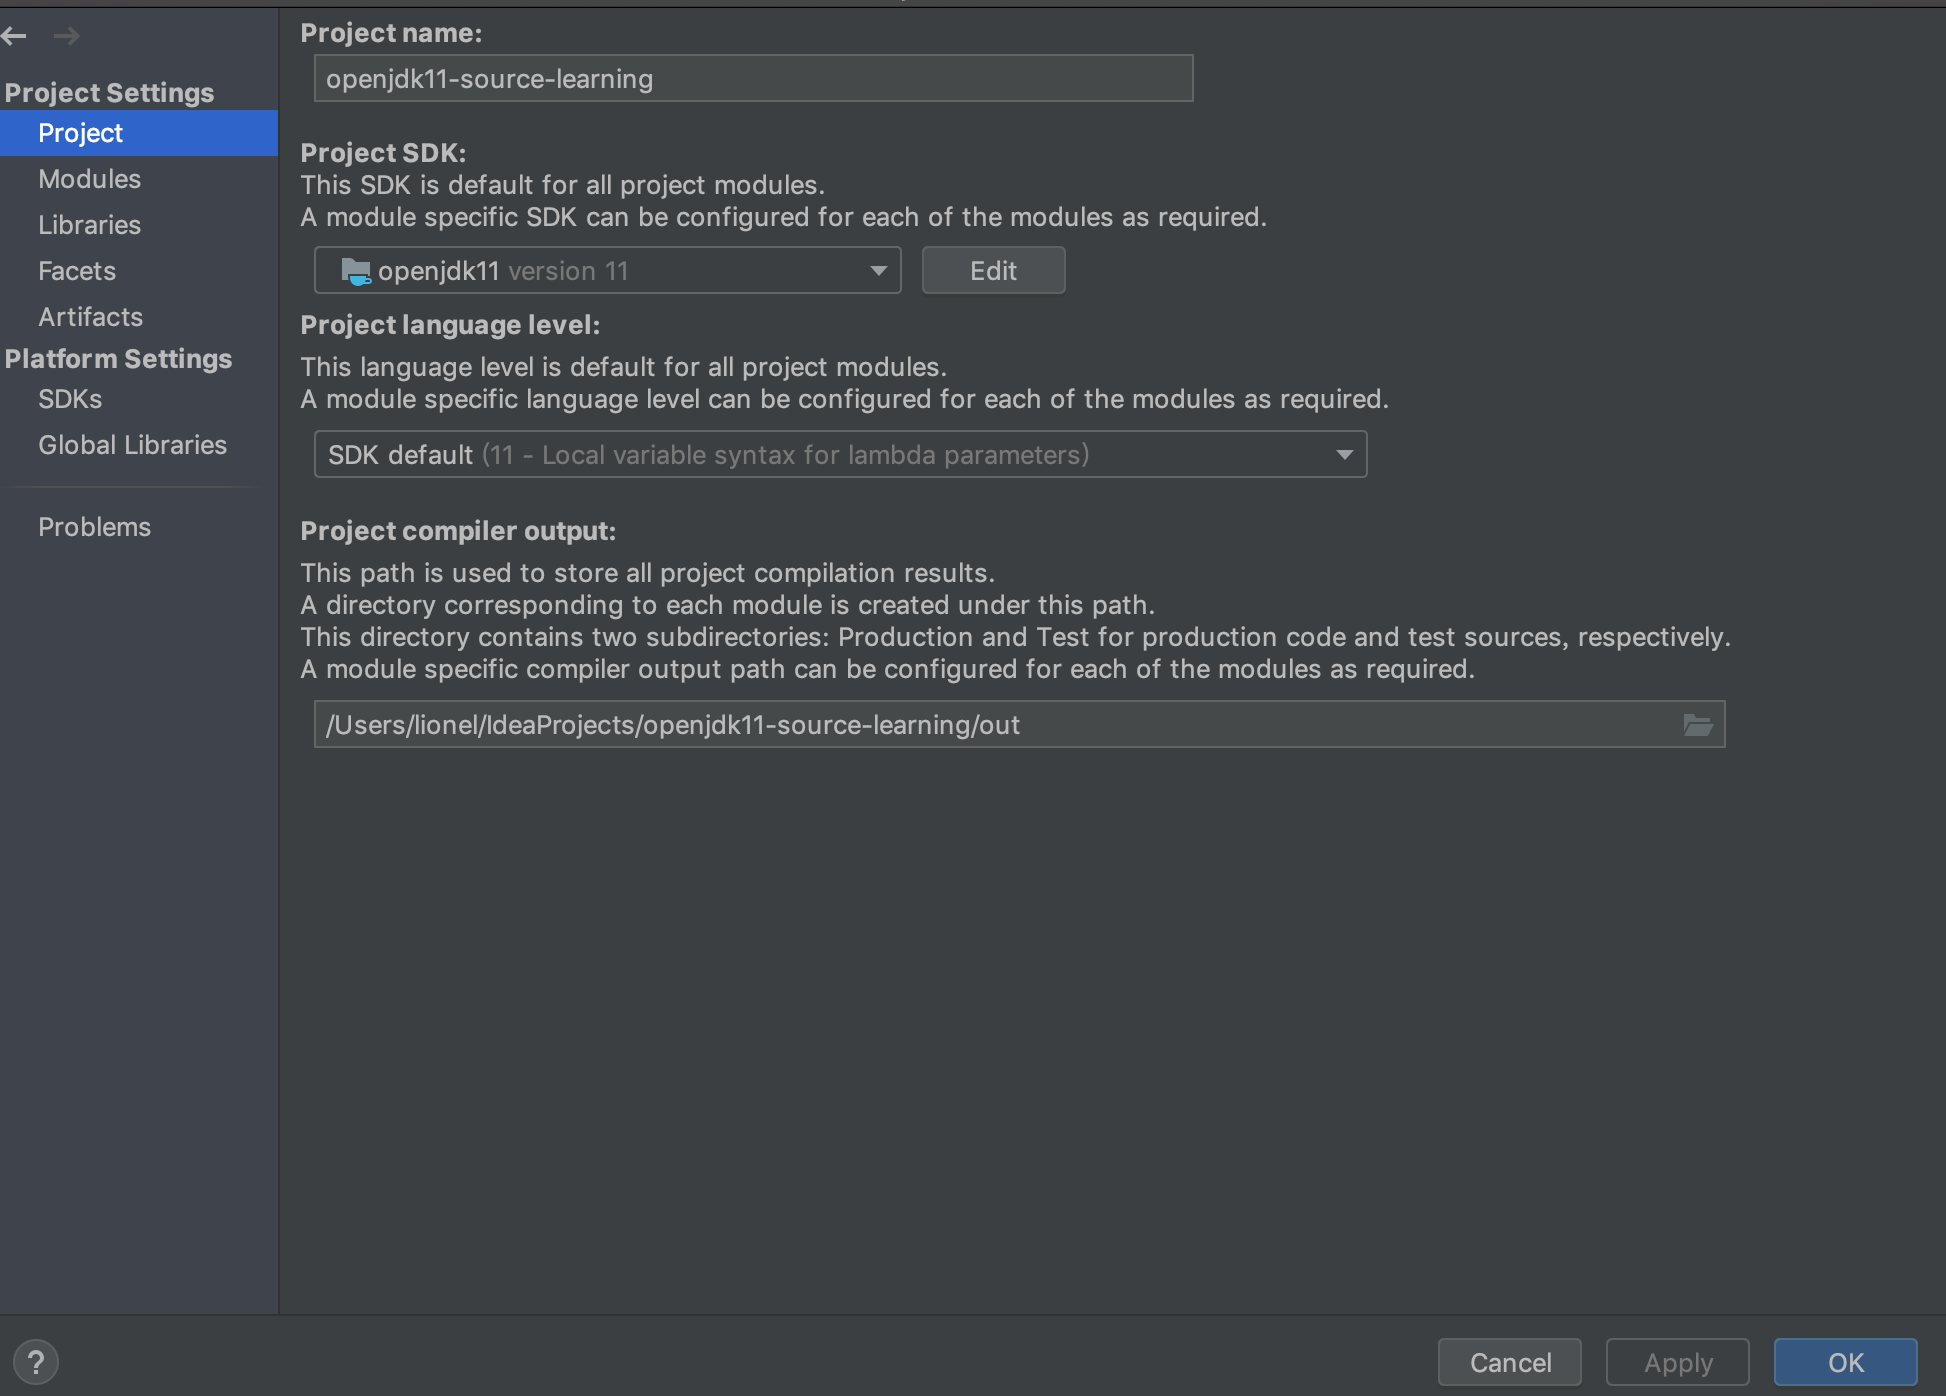 Project Settings
Project
Modules
Libraries
Facets
Artifacts
Platform Settings
SDKs
Global Libraries
Problems
Project name:
openjdk11-source-learning
Project SDK:
This SDK is default for all project modules.
A module specific SDK can be configured for each of the modules as required.
openjdk11 version 11
Edit
Project language level:
This language level is default for all project modules.
A module specific language level can be configured for each of the modules as required.
SDK default (11 - Local variable syntax for lambda parameters)
Project compiler output:
This path is used to store all project compilation results.
A directory corresponding to each module is created under this path.
This directory contains two subdirectories: Production and Test for production code and test sources, respectively.
A module specific compiler output path can be configured for each of the modules as required.
/Users/lionel/IdeaProjects/openjdk11-source-learning/out
?
Cancel
Apply
OK